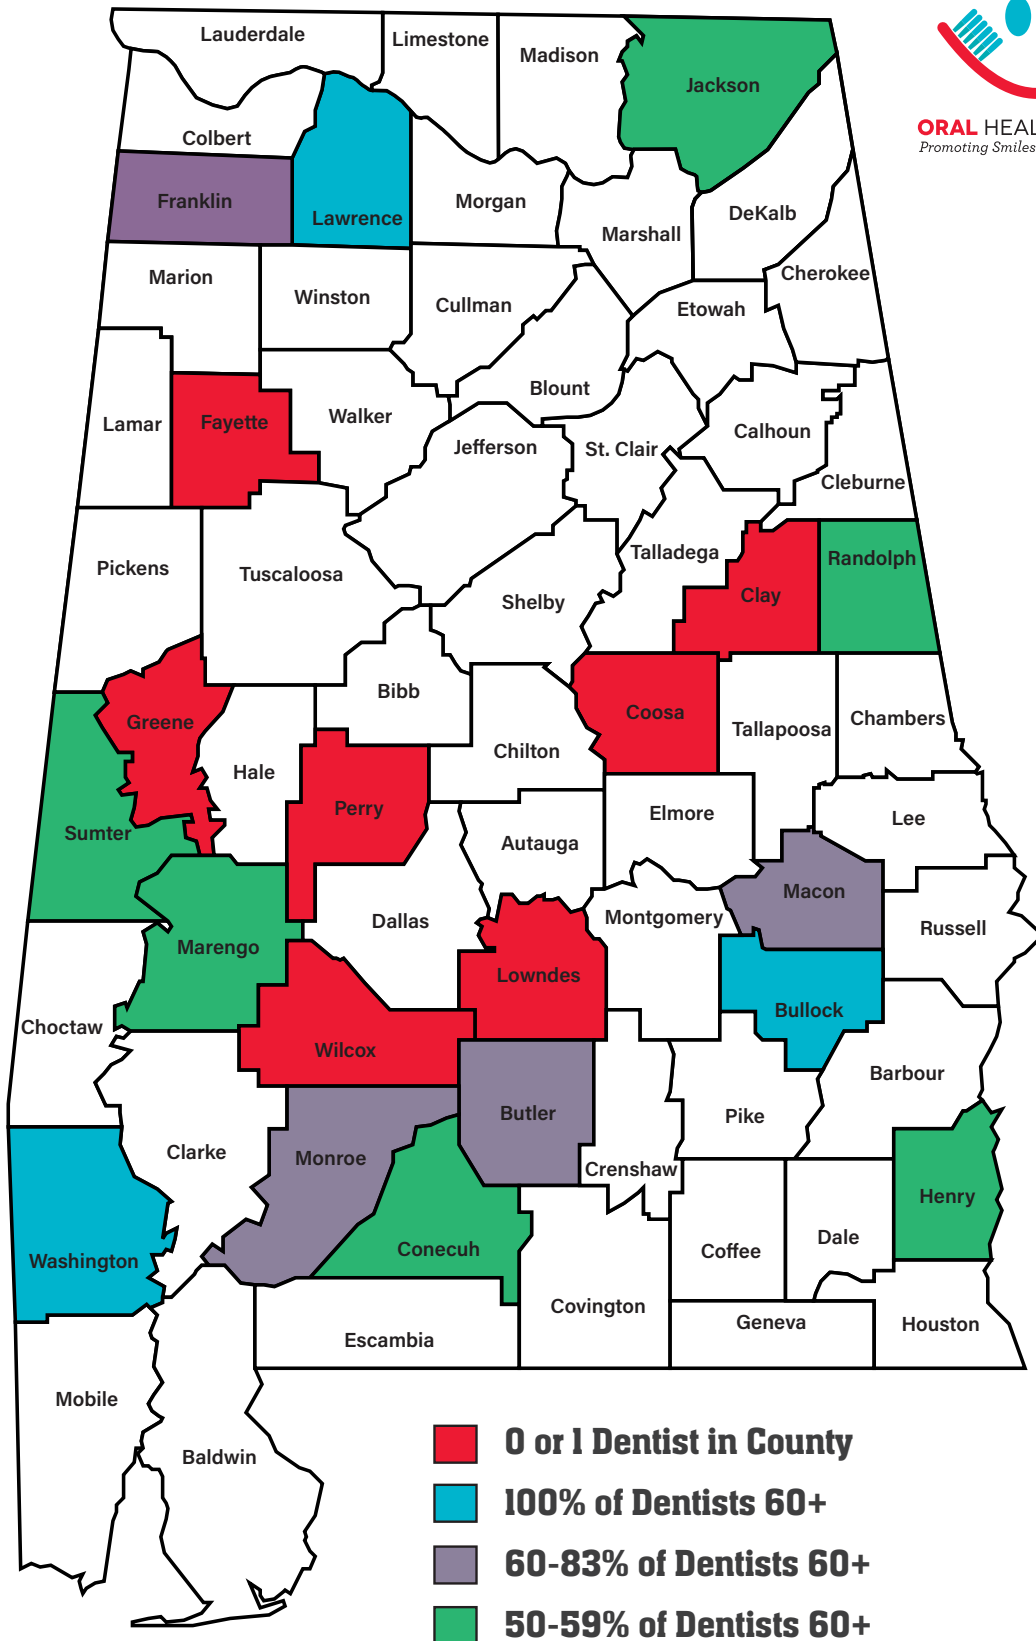 Lauderdale
Limestone
Madison
Jackson
ORAL HEAL
Promoting Smiles
Colbert
Franklin
Lawrence
Morgan
Marshall
DeKalb
Cherokee
Marion
Winston
Cullman
Etowah
Blount
Lamar
Fayette
Walker
Jefferson
St. Clair
Calhoun
Cleburne
Pickens
Tuscaloosa
Shelby
Talladega
Clay
Randolph
Greene
Bibb
Coosa
Tallapoosa
Chambers
Hale
Chilton
Perry
Elmore
Lee
Sumter
Autauga
Macon
Dallas
Montgomery
Russell
Marengo
Lowndes
Bullock
Choctaw
Wilcox
Barbour
Butler
Pike
Clarke
Monroe
Crenshaw
Henry
Washington
Conecuh
Coffee
Dale
Covington
Geneva
Houston
Escambia
Mobile
Baldwin
0 or 1 Dentist in County
100% of Dentists 60+
60-83% of Dentists 60+
50-59% of Dentists 60+